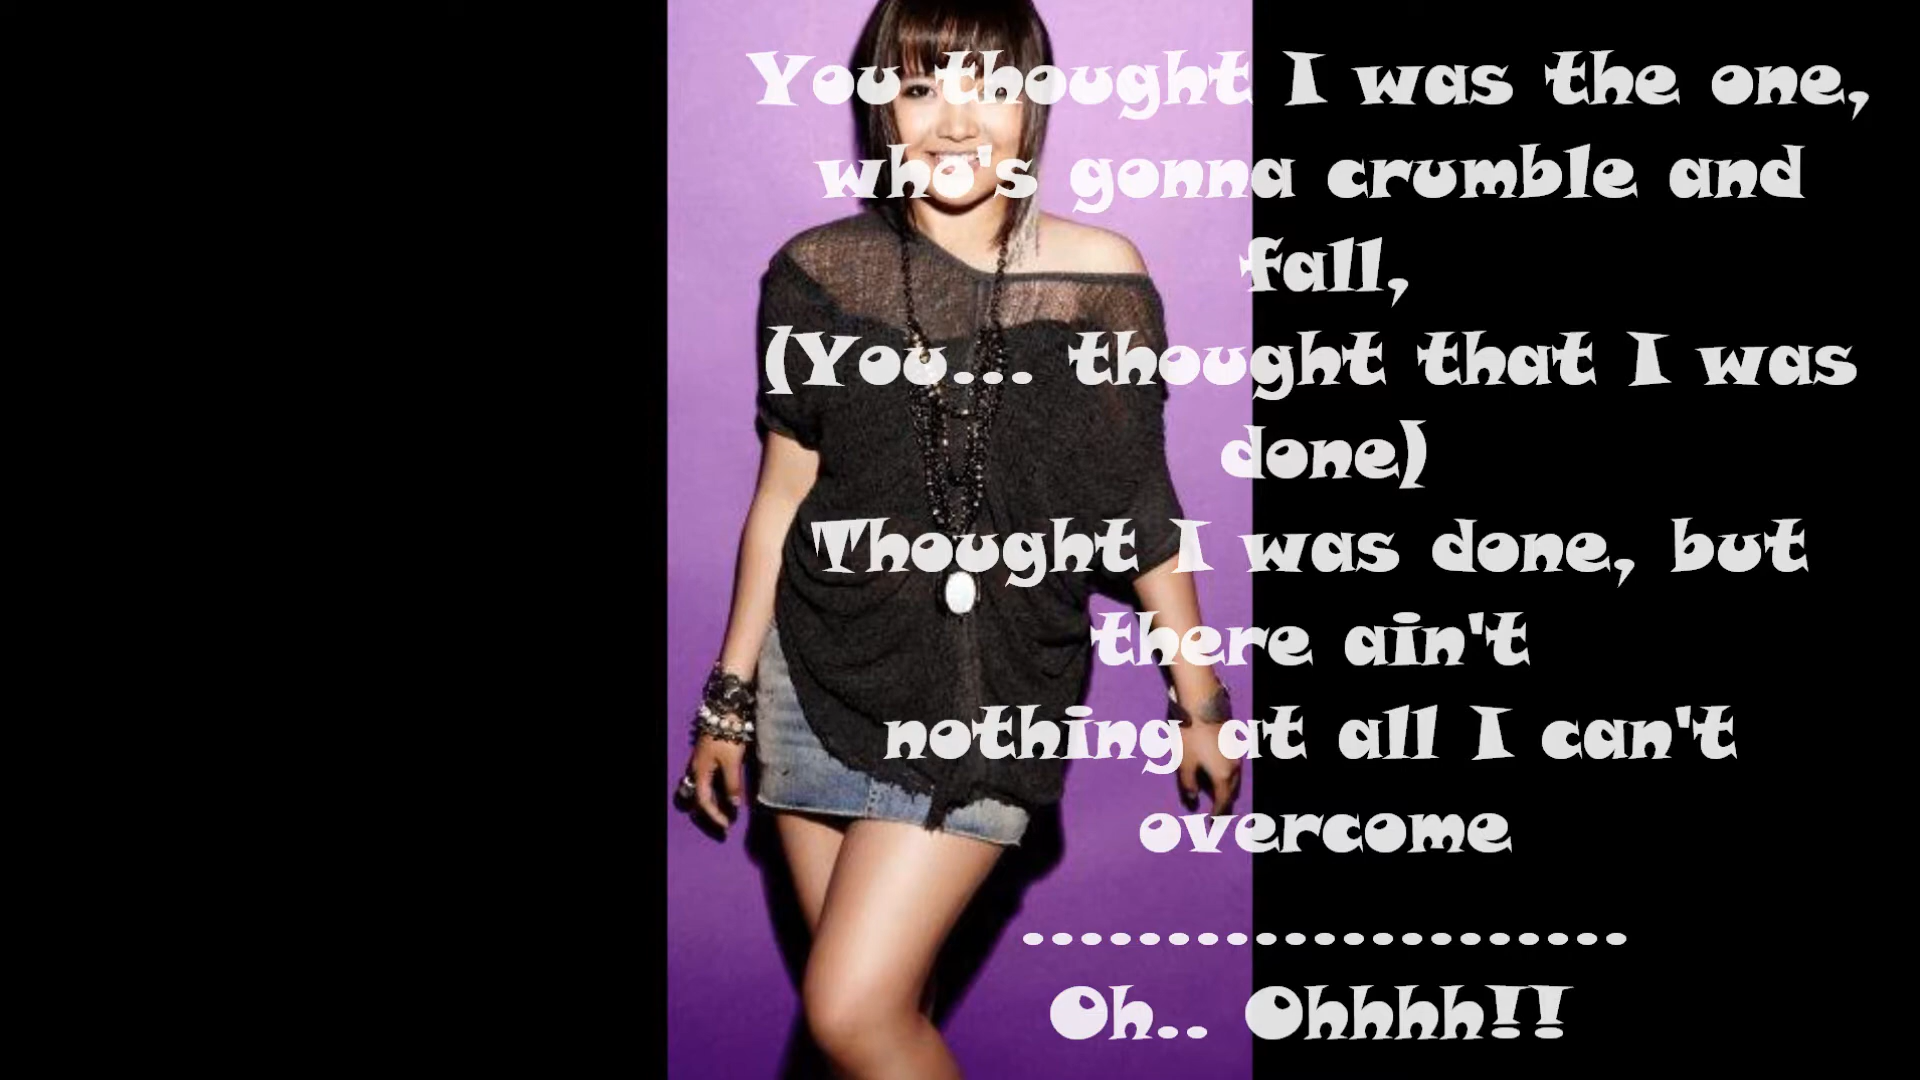 You thought I was the one,
who's gonna crumble and
fall,
(You... thought that I was
done)
Thought I was done, but
there ain't
nothing at all I can't
overcome
.....................
Oh.. Ohhhh!!